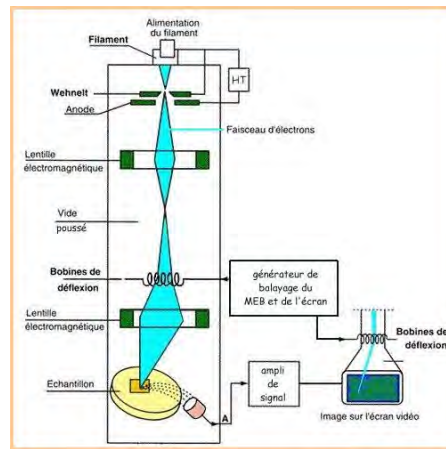 Alimentation
du filament
Filament
HT
Wehnelt
Anode
Faisceau d'électrons
Lentille
électromagnétique
Vide
poussé
Bobines de
déflexion
générateur de
balayage du
MEB et de l'écran
Lentille
électromagnétique
Bobines de
déflexion
Echantillon
A
ampli
de
signal
Image sur l'écran vidéo